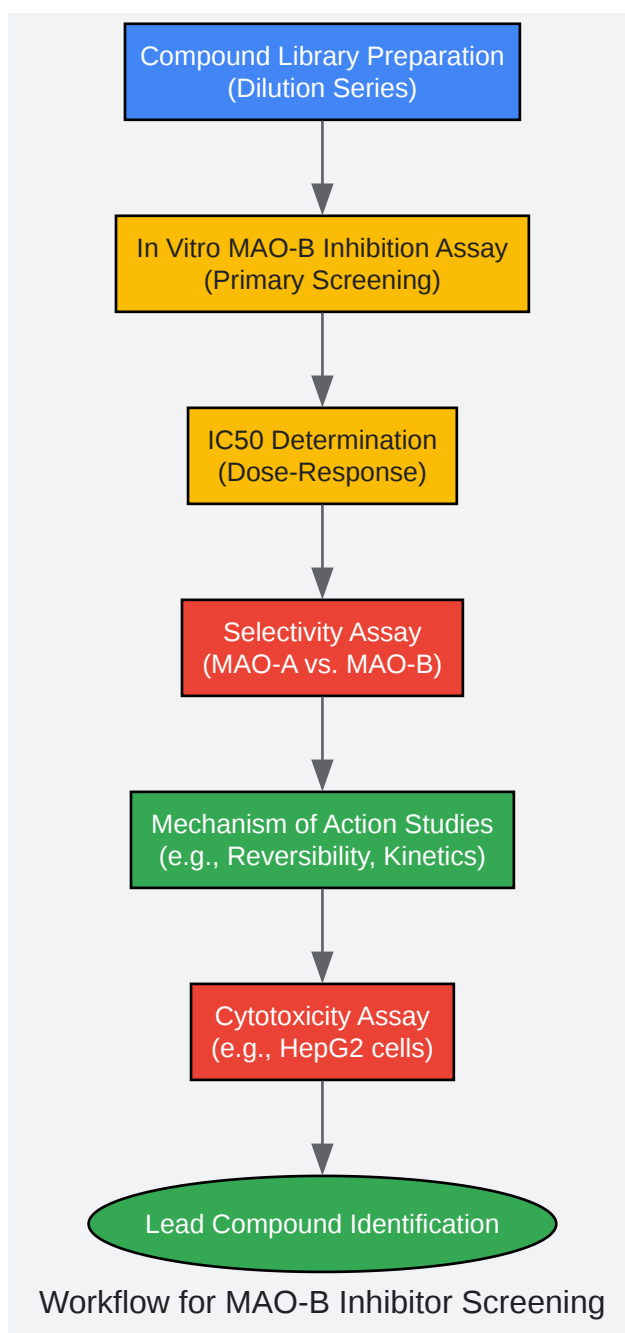 Compound Library Preparation
(Dilution Series)
In Vitro MAO-B Inhibition Assay
(Primary Screening)
IC50 Determination
(Dose-Response)
Selectivity Assay
(MAO-A vs. MAO-B)
Mechanism of Action Studies
(e.g., Reversibility, Kinetics)
Cytotoxicity Assay
(e.g., HepG2 cells)
Lead Compound Identification
Workflow for MAO-B Inhibitor Screening